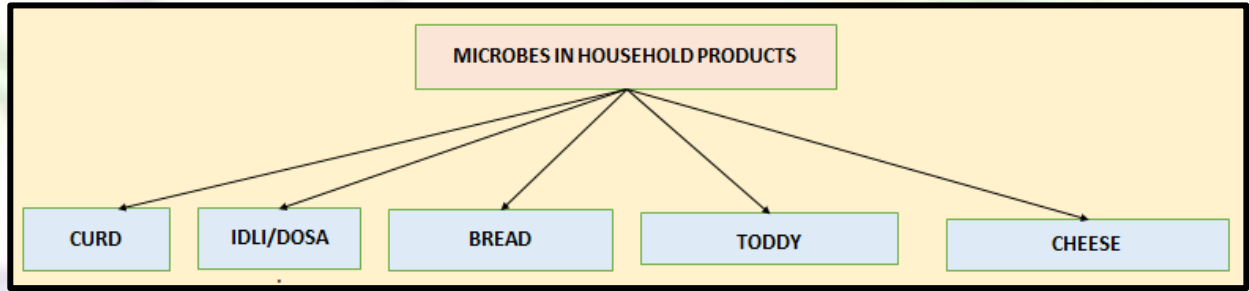 MICROBES IN HOUSEHOLD PRODUCTS
CURD
IDLI/DOSA
BREAD
TODDY
CHEESE
.